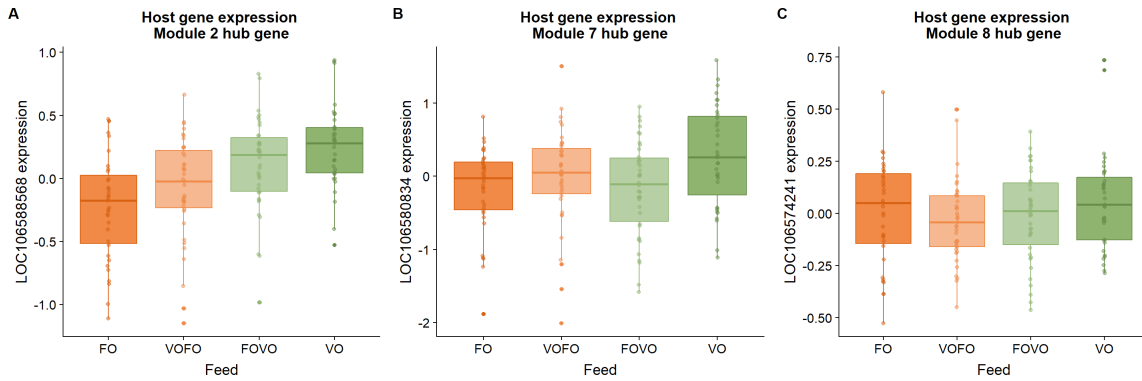 A
Host gene expression
Module 2 hub gene
LOC106588568 expression
1.0
0.5
0.0
-0.5
-1.0
FO
VOFO
FOVO
VO
Feed
B
Host gene expression
Module 7 hub gene
LOC106580834 expression
1
0
-1
-2
FO
VOFO
FOVO
VO
Feed
C
Host gene expression
Module 8 hub gene
LOC106574241 expression
0.75
0.50
0.25
0.00
-0.25
-0.50
FO
VOFO
FOVO
VO
Feed